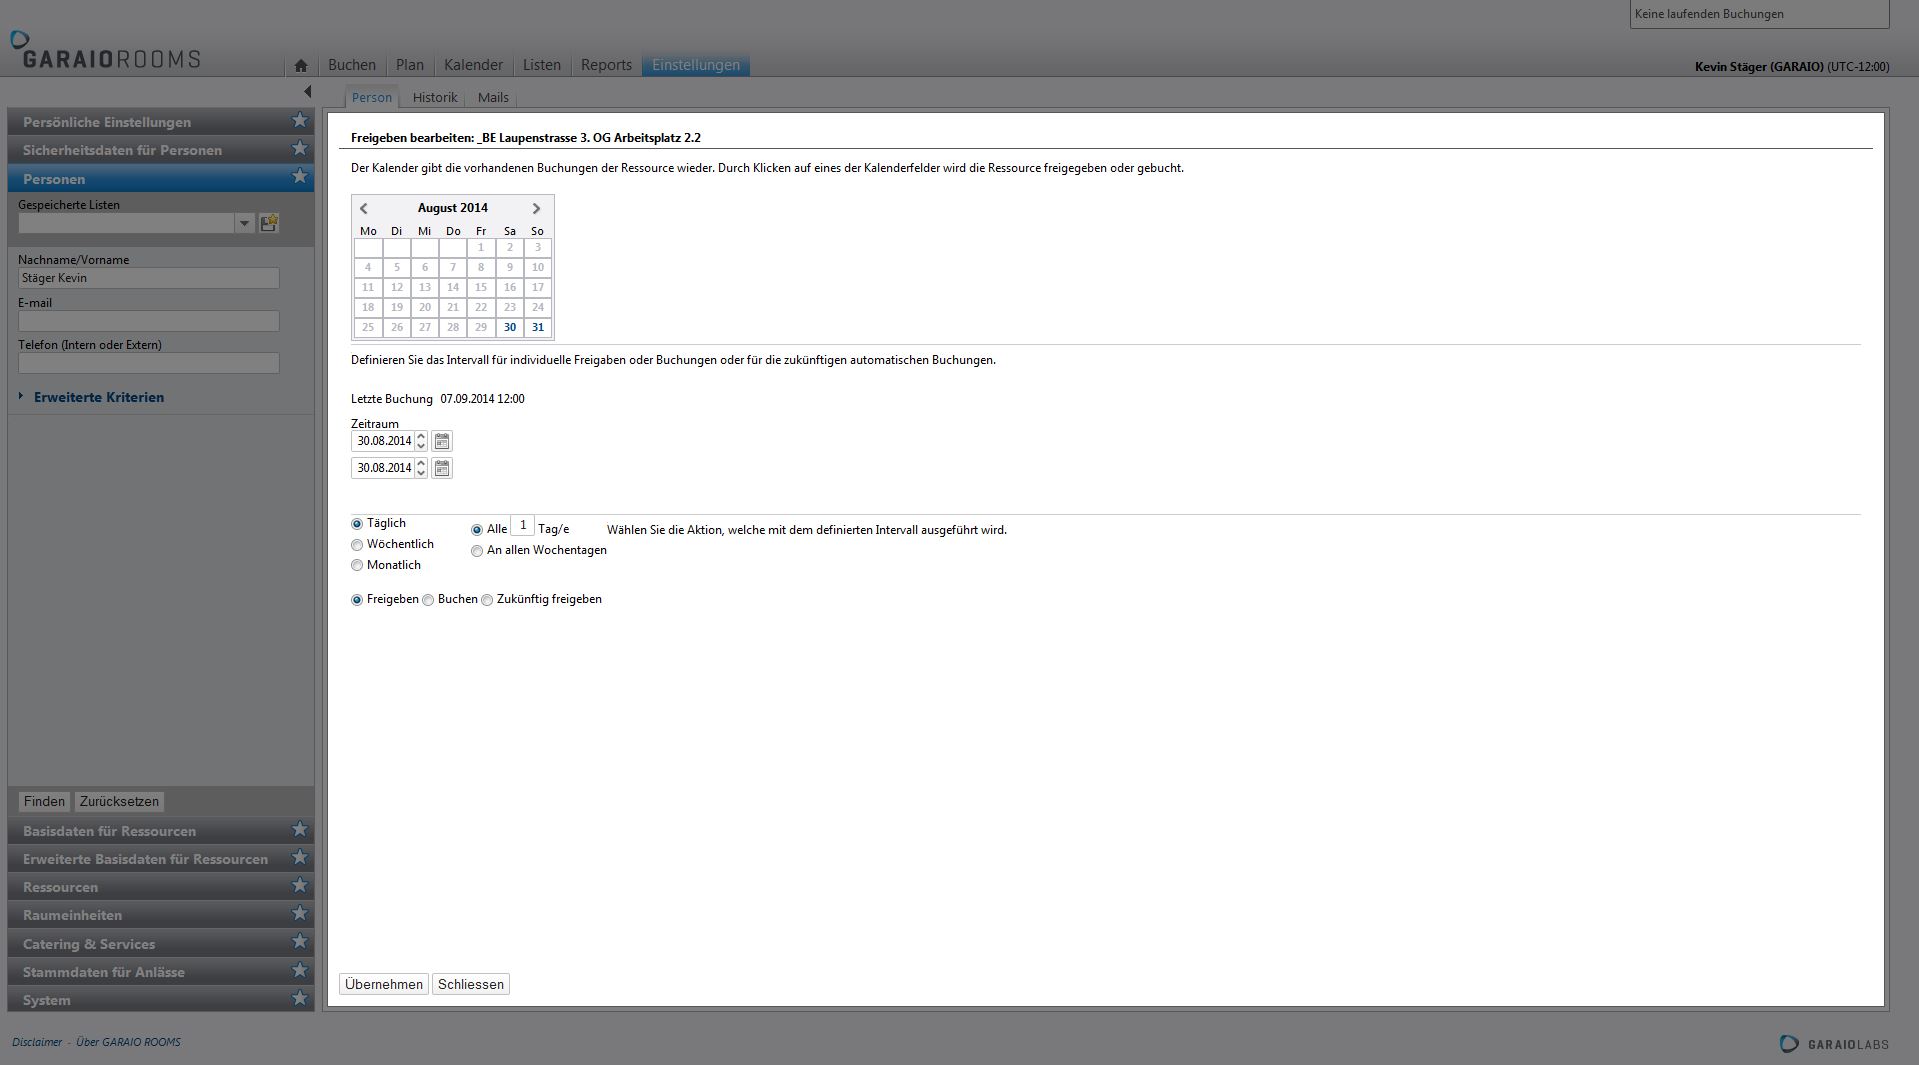 Keine laufenden Buchungen
GARAIOROOMS
Buchen Plan Kalender Listen Reports Einstellungen
Kevin Stäger (GARAIO) (UTC-12:00)
Person Historik Mails
Persönliche Einstellungen
Sicherheitsdaten für Personen
Personen
Gespeicherte Listen
Nachname/Vorname
Stäger Kevin
E-mail
Telefon (Intern oder Extern)
Erweiterte Kriterien
Finden Zurücksetzen
Basisdaten für Ressourcen
Erweiterte Basisdaten für Ressourcen
Ressourcen
Raumeinheiten
Catering & Services
Stammdaten für Anlässe
System
Freigeben bearbeiten: _BE Laupenstrasse 3. OG Arbeitsplatz 2.2
Der Kalender gibt die vorhandenen Buchungen der Ressource wieder. Durch Klicken auf eines der Kalenderfelder wird die Ressource freigegeben oder gebucht.
August 2014
Mo Di Mi Do Fr Sa So
1 2 3
4 5 6 7 8 9 10
11 12 13 14 15 16 17
18 19 20 21 22 23 24
25 26 27 28 29 30 31
Definieren Sie das Intervall für individuelle Freigaben oder Buchungen oder für die zukünftigen automatischen Buchungen.
Letzte Buchung 07.09.2014 12:00
Zeitraum
30.08.2014
30.08.2014
Täglich
Wöchentlich
Monatlich
Alle 1 Tag/e
An allen Wochentagen
Wählen Sie die Aktion, welche mit dem definierten Intervall ausgeführt wird.
Freigeben Buchen Zukünftig freigeben
Übernehmen Schliessen
Disclaimer - Über GARAIO ROOMS
GARAIOLABS